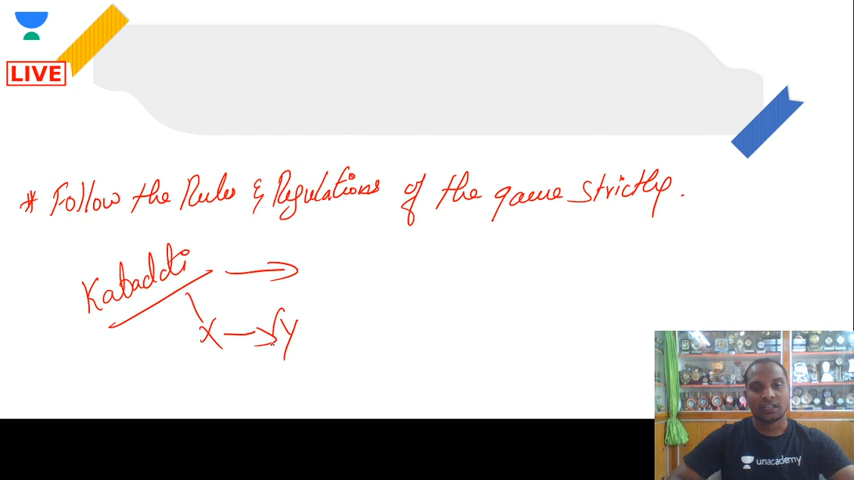 LIVE
* Follow the Rules & Regulations of the game strictly.
Kabaddi
X Y
unacademy